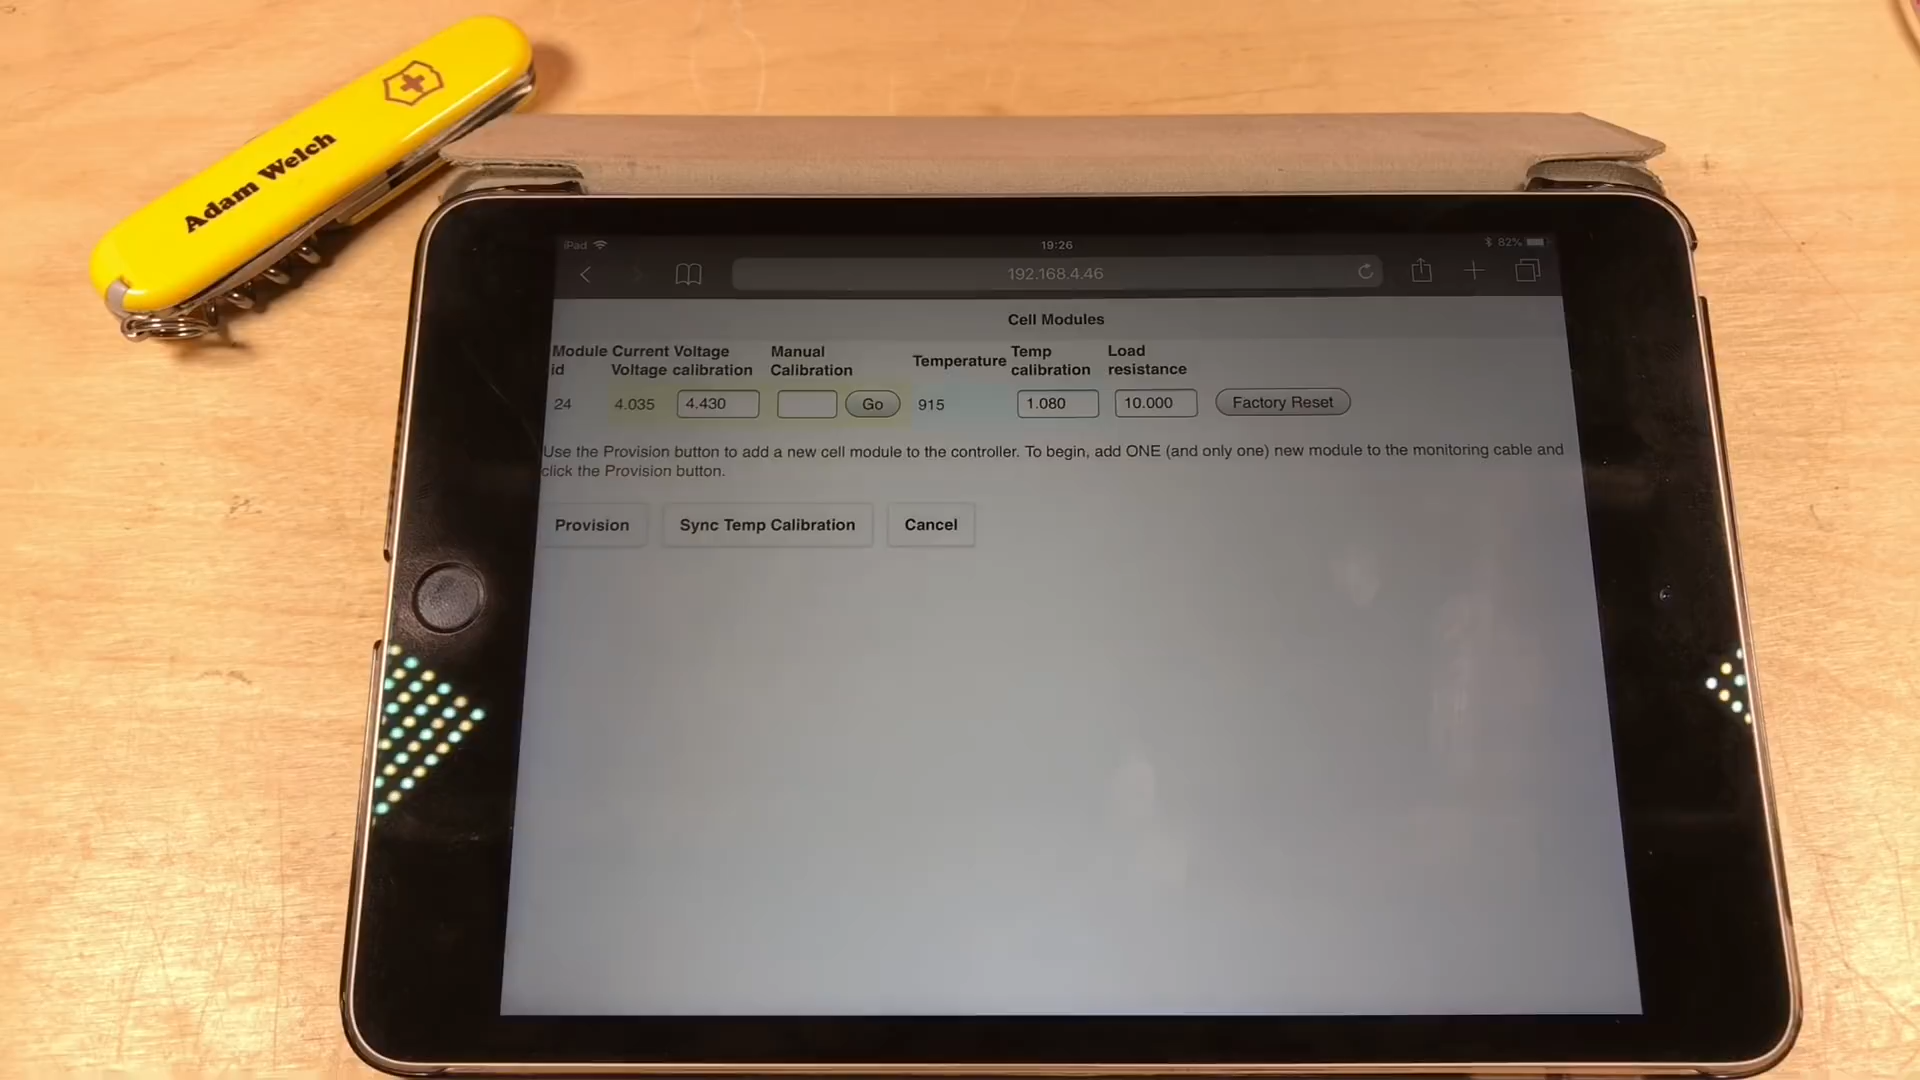 Adam Welch
iPad 19:26 82%
192.168.4.46
Cell Modules
Module id
Current Voltage
Voltage calibration
Manual Calibration
Temperature
Temp calibration
Load resistance
24 4.035 4.430 Go 915 1.080 10.000 Factory Reset
Use the Provision button to add a new cell module to the controller. To begin, add ONE (and only one) new module to the monitoring cable and
click the Provision button.
Provision Sync Temp Calibration Cancel